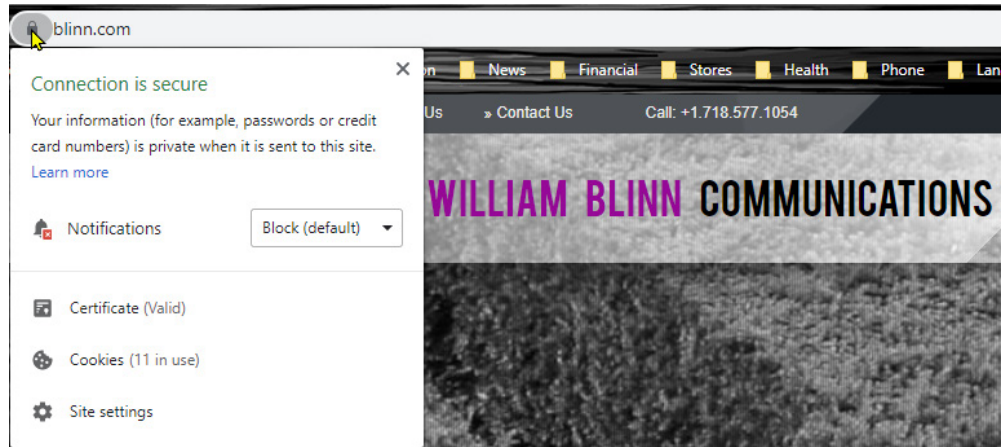 blinn.com
on News Financial Stores Health Phone Lan
Us » Contact Us Call: +1.718.577.1054
WILLIAM BLINN COMMUNICATIONS
Connection is secure
Your information (for example, passwords or credit
card numbers) is private when it is sent to this site.
Learn more
Notifications Block (default)
Certificate (Valid)
Cookies (11 in use)
Site settings